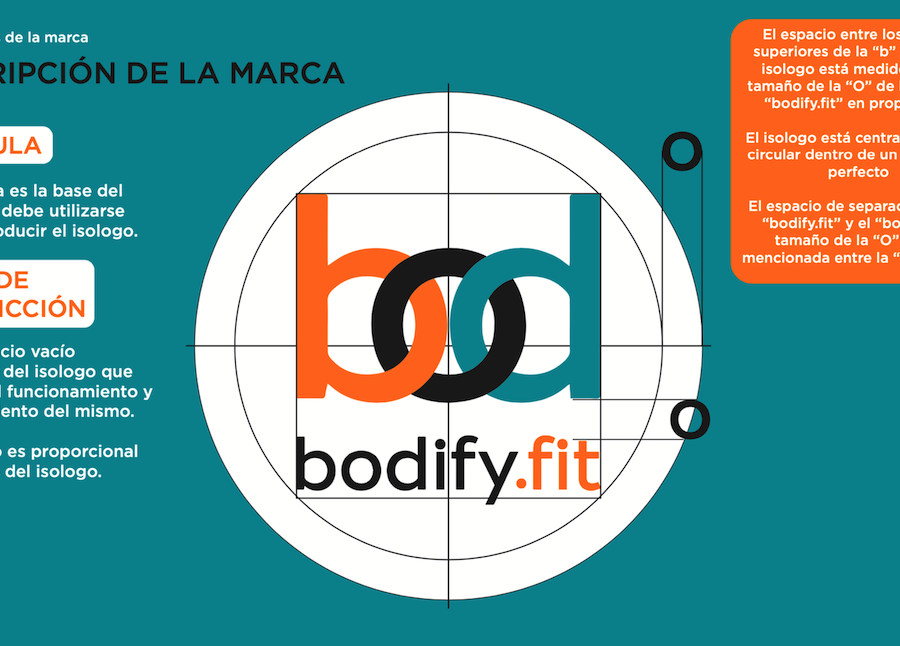 de la marca
RIPCIÓN DE LA MARCA
ULA
a es la base del
debe utilizarse
oducir el isologo.
DE
ICCIÓN
cio vacío
del isologo que
l funcionamiento y
ento del mismo.
o es proporcional
del isologo.
bod
bodify.fit
O
O
El espacio entre los
superiores de la “b”
isologo está medid
tamaño de la “O” de l
“bodify.fit” en prop
El isologo está centra
circular dentro de un
perfecto
El espacio de separac
“bodify.fit” y el “bo
tamaño de la “O”
mencionada entre la “